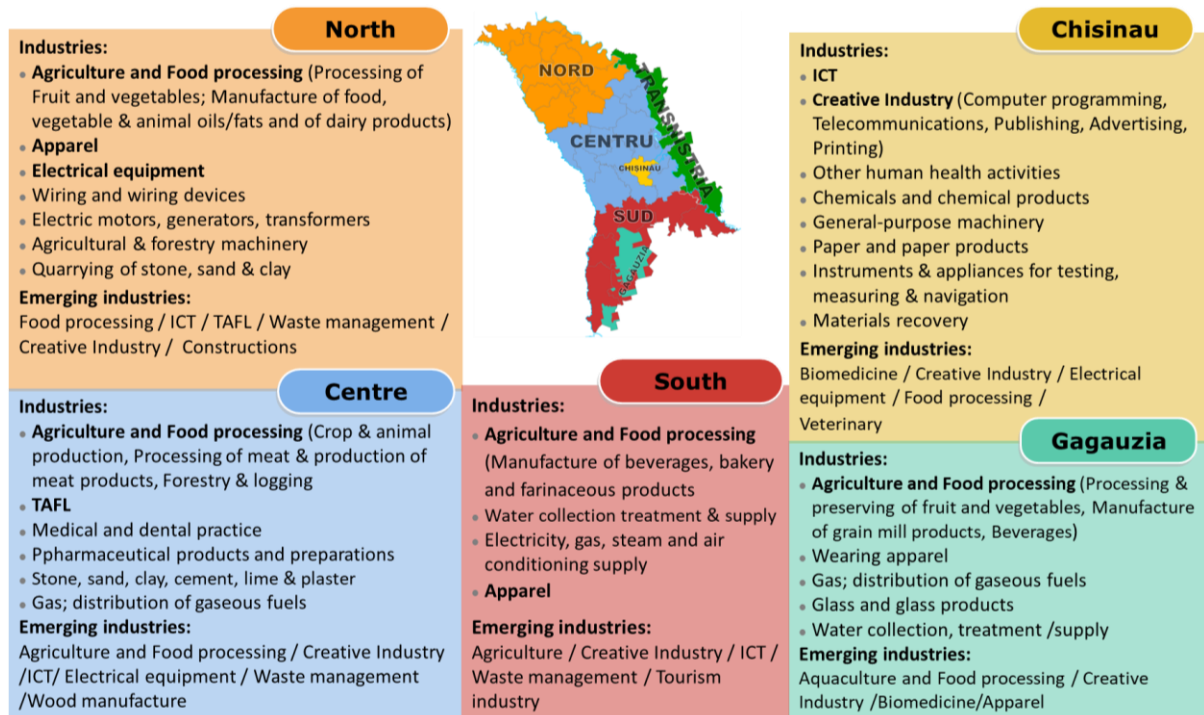 North
Industries:
• Agriculture and Food processing (Processing of
Fruit and vegetables; Manufacture of food,
vegetable & animal oils/fats and of dairy products)
• Apparel
• Electrical equipment
• Wiring and wiring devices
• Electric motors, generators, transformers
• Agricultural & forestry machinery
• Quarrying of stone, sand & clay
Emerging industries:
Food processing / ICT / TAFL / Waste management /
Creative Industry / Constructions
NORD
TRANSNISTRIA
CENTRU
CHISINAU
SUD
GAGAUZIA
Chisinau
Industries:
• ICT
• Creative Industry (Computer programming,
Telecommunications, Publishing, Advertising,
Printing)
• Other human health activities
• Chemicals and chemical products
• General-purpose machinery
• Paper and paper products
• Instruments & appliances for testing,
measuring & navigation
• Materials recovery
Emerging industries:
Biomedicine / Creative Industry / Electrical
equipment / Food processing /
Veterinary
Centre
Industries:
• Agriculture and Food processing (Crop & animal
production, Processing of meat & production of
meat products, Forestry & logging
• TAFL
• Medical and dental practice
• Ppharmaceutical products and preparations
• Stone, sand, clay, cement, lime & plaster
• Gas; distribution of gaseous fuels
Emerging industries:
Agriculture and Food processing / Creative Industry
/ICT/ Electrical equipment / Waste management
/Wood manufacture
South
Industries:
• Agriculture and Food processing
(Manufacture of beverages, bakery
and farinaceous products
• Water collection treatment & supply
• Electricity, gas, steam and air
conditioning supply
• Apparel
Emerging industries:
Agriculture / Creative Industry / ICT /
Waste management / Tourism
industry
Gagauzia
Industries:
• Agriculture and Food processing (Processing &
preserving of fruit and vegetables, Manufacture
of grain mill products, Beverages)
• Wearing apparel
• Gas; distribution of gaseous fuels
• Glass and glass products
• Water collection, treatment /supply
Emerging industries:
Aquaculture and Food processing / Creative
Industry /Biomedicine/Apparel